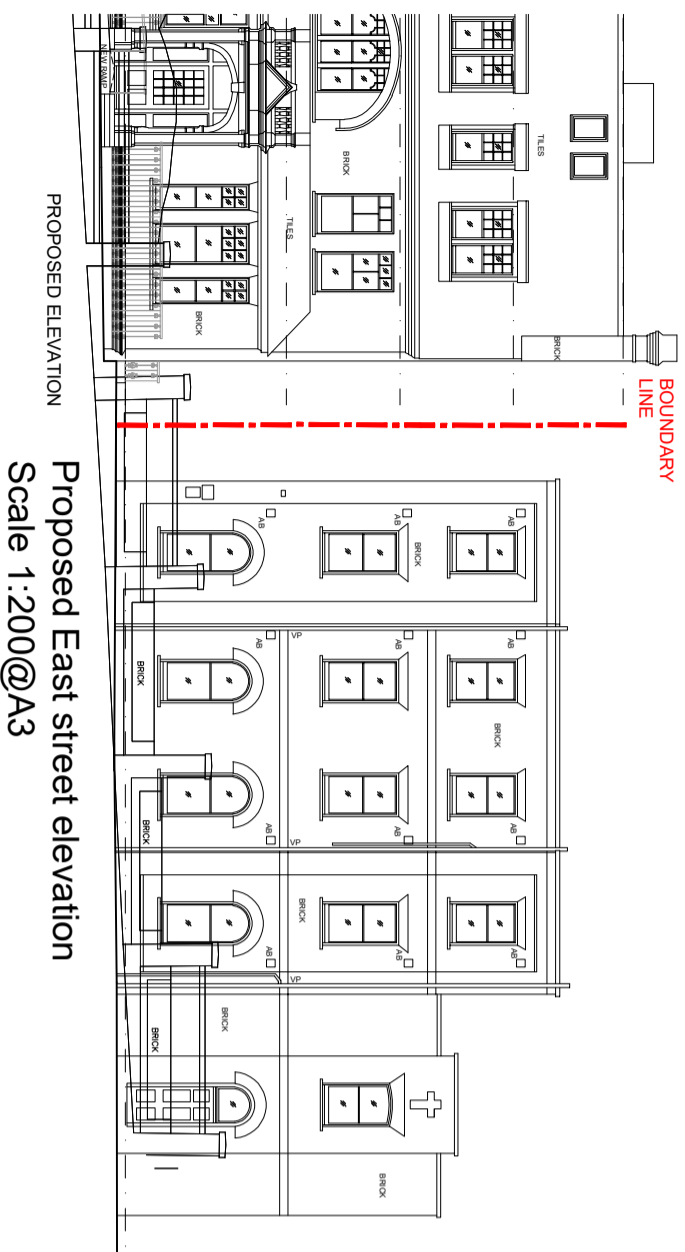 BOUNDARY
LINE
BRICK
TILES
AB
AB
AB
AB
BRICK
BRICK
AB
AB
AB
AB
BRICK
BRICK
BRICK
VP
VP
VP
TILES
AB
AB
AB
AB
BRICK
BRICK
BRICK
BRICK
BRICK
NEW RAMP
PROPOSED ELEVATION
Proposed East street elevation
Scale 1:200@A3